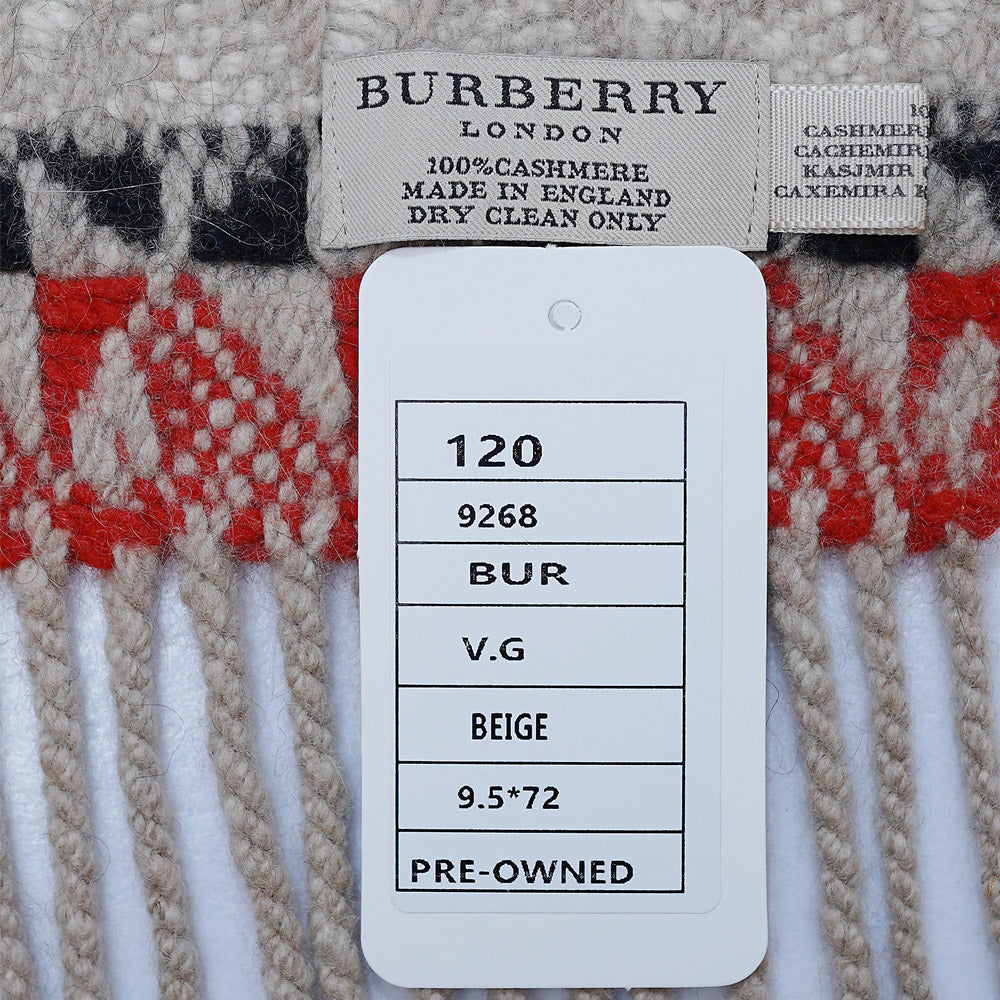 BURBERRY
LONDON
100%CASHMERE
MADE IN ENGLAND
DRY CLEAN ONLY
CASHMER
CACHEMIR
KASJMIR
CAXEMIRA
120
9268
BUR
V.G
BEIGE
9.5*72
PRE-OWNED